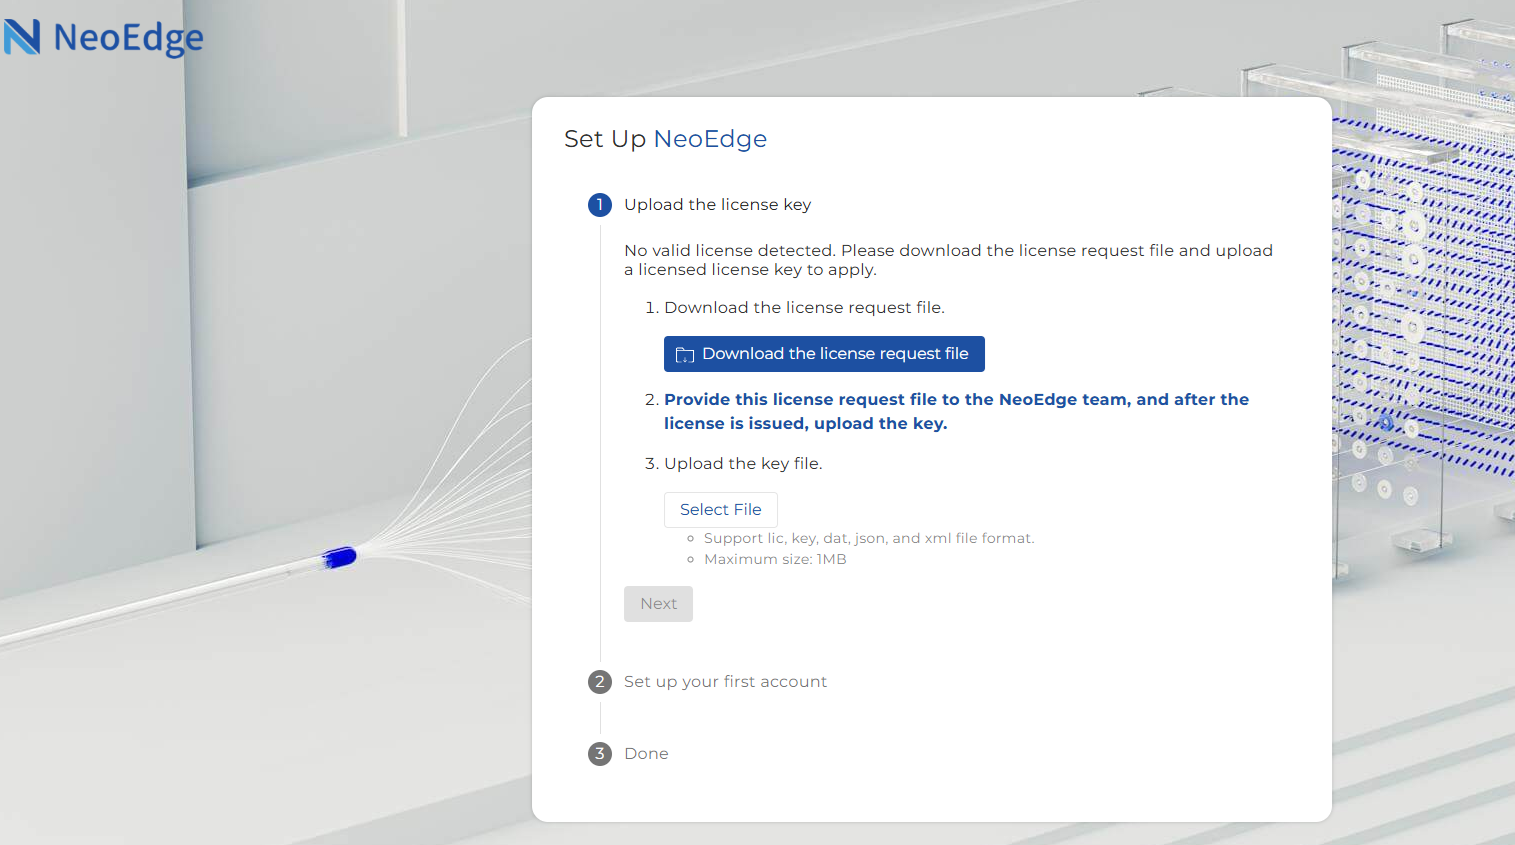 NeoEdge
Set Up NeoEdge
1 Upload the license key
No valid license detected. Please download the license request file and upload
a licensed license key to apply.
1. Download the license request file.
Download the license request file
2. Provide this license request file to the NeoEdge team, and after the
license is issued, upload the key.
3. Upload the key file.
Select File
Support lic, key, dat, json, and xml file format.
Maximum size: 1MB
Next
2 Set up your first account
3 Done